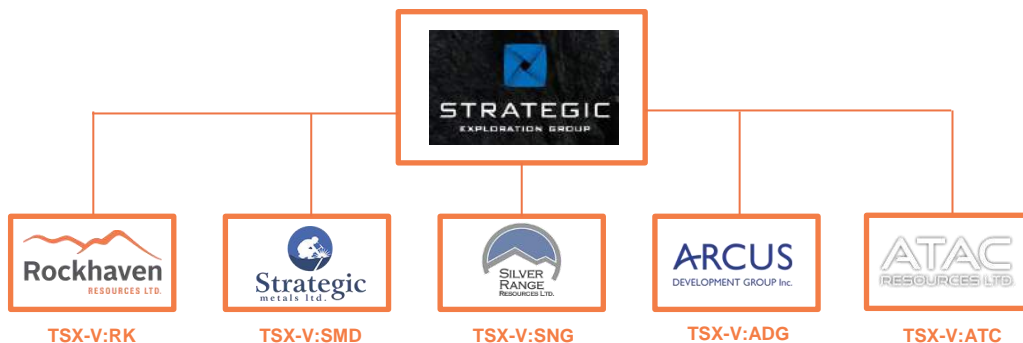 STRATEGIC
EXPLORATION GROUP
Rockhaven
RESOURCES LTD.
Strategic
metals ltd.
SILVER
RANGE
RESOURCES LTD.
ARCUS
DEVELOPMENT GROUP Inc.
ATAC
RESOURCES LTD.
TSX-V:RK
TSX-V:SMD
TSX-V:SNG
TSX-V:ADG
TSX-V:ATC